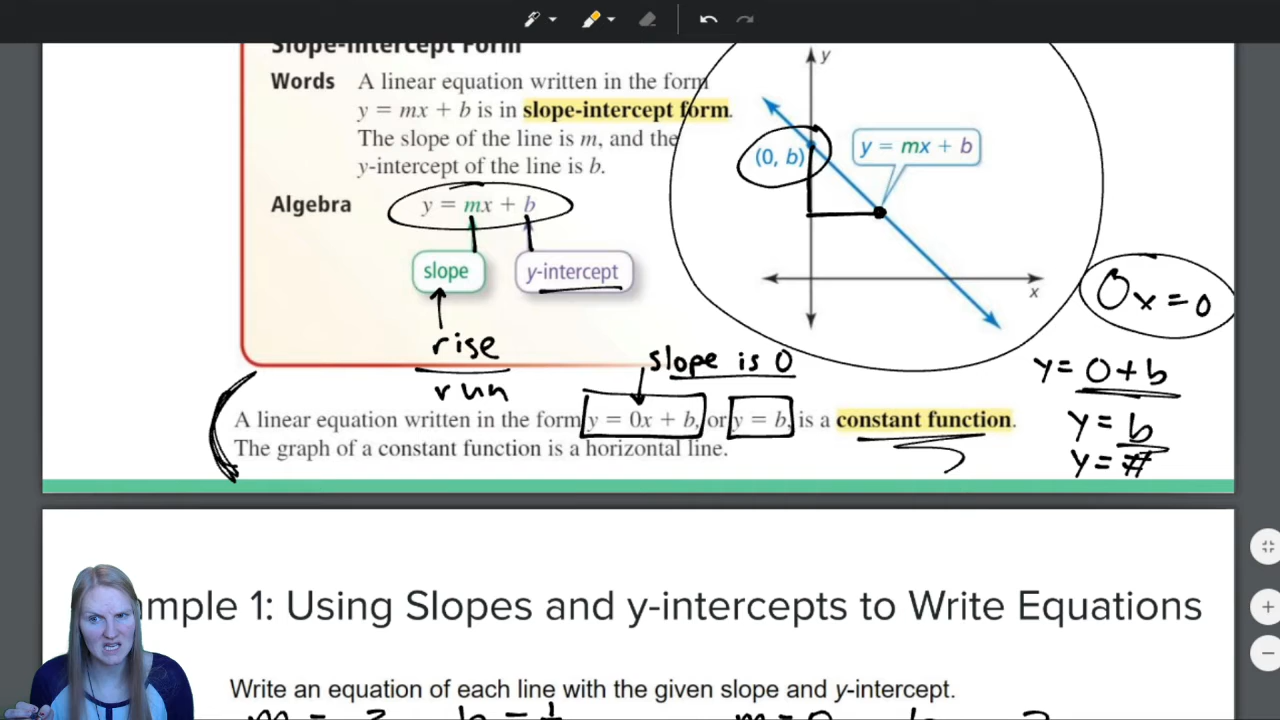 Slope-Intercept Form
Words A linear equation written in the form
y = mx + b is in slope-intercept form.
The slope of the line is m, and the
y-intercept of the line is b.
Algebra y = mx + b
slope y-intercept
rise
run
y
(0, b)
y = mx + b
x
0x = 0
slope is 0
y = 0 + b
y = b
y = #
A linear equation written in the form y = 0x + b, or y = b, is a constant function.
The graph of a constant function is a horizontal line.
mple 1: Using Slopes and y-intercepts to Write Equations
Write an equation of each line with the given slope and y-intercept.